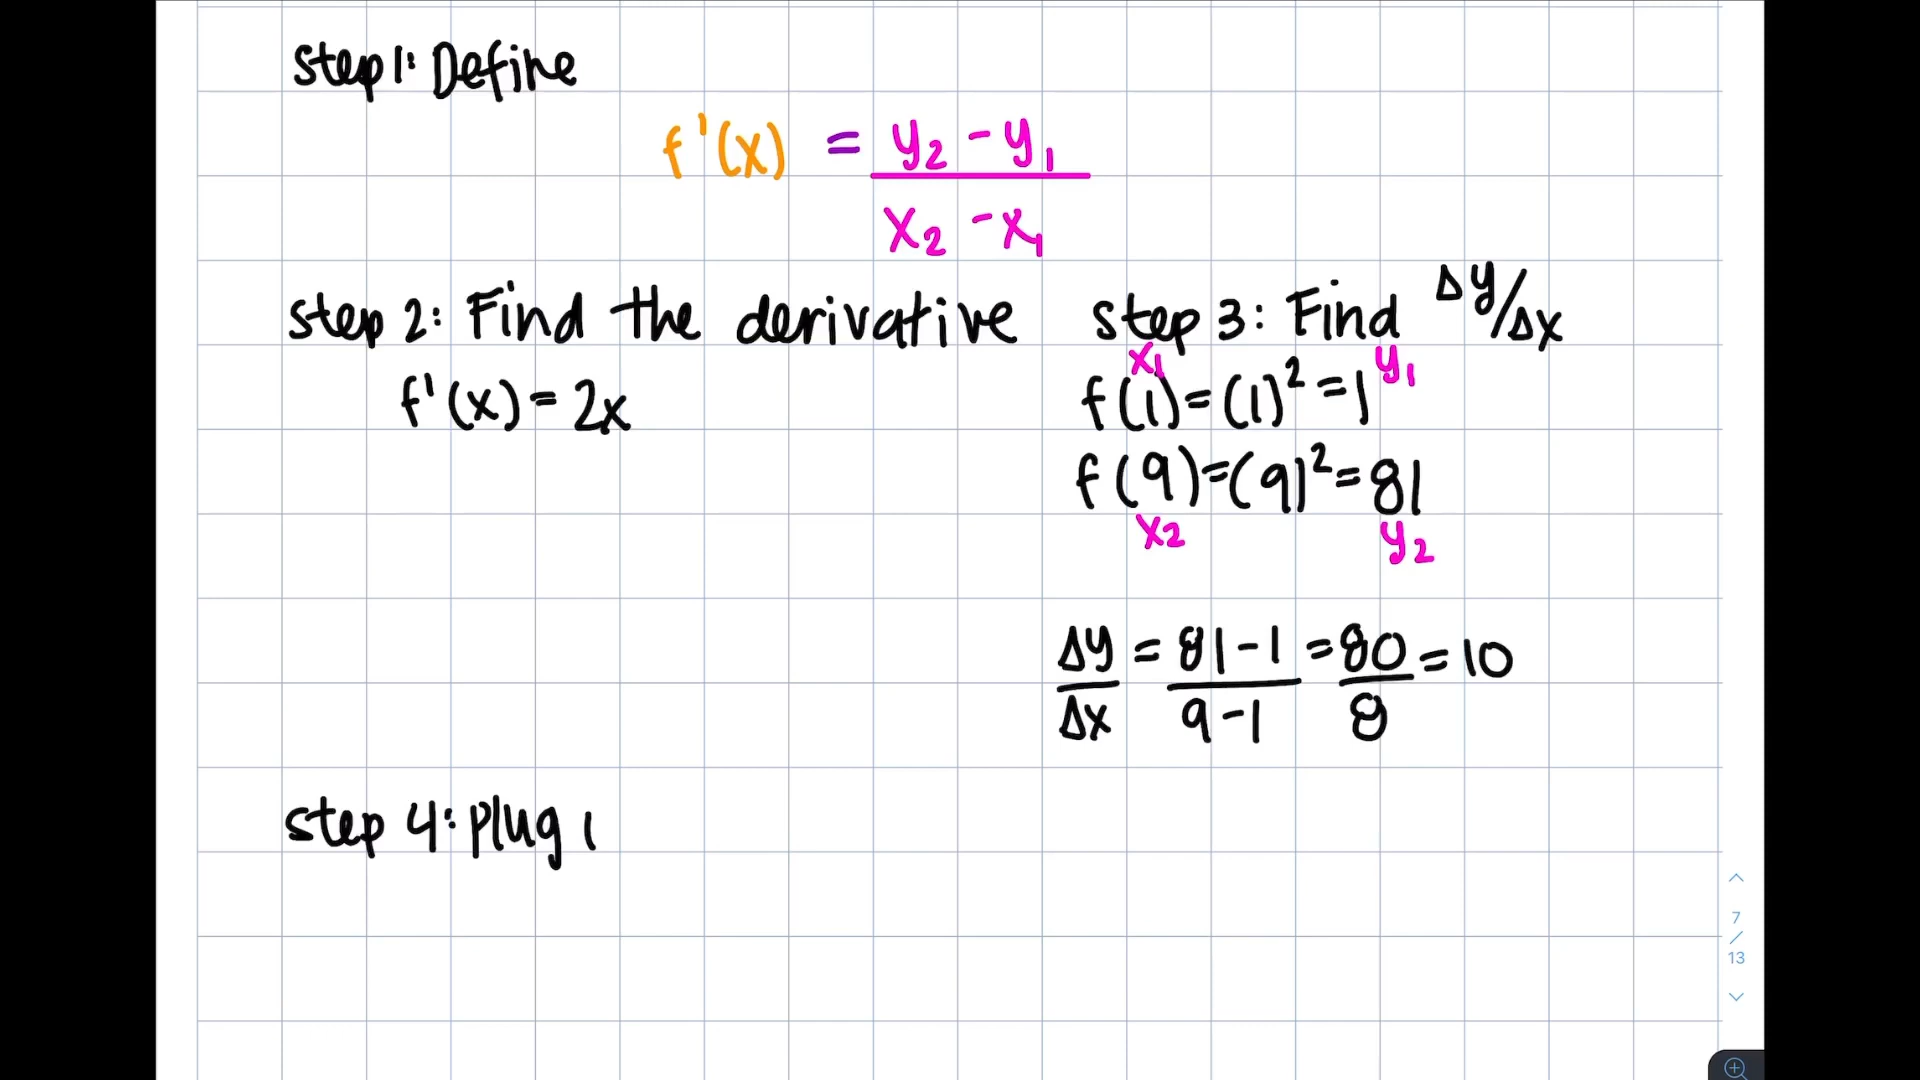 step 1: Define
f'(x) = y₂ - y₁ / x₂ - x₁
step 2: Find the derivative
f'(x) = 2x
step 3: Find Δy/Δx
x₁ y₁
f(1) = (1)² = 1
f(9) = (9)² = 81
x₂ y₂
Δy/Δx = 81-1/9-1 = 80/8 = 10
step 4: plug i
7
/
13